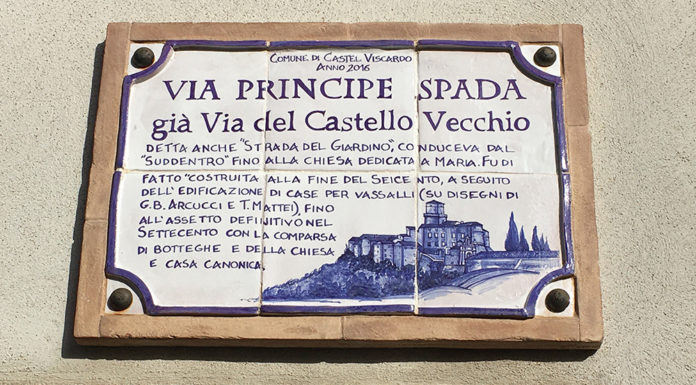 COMUNE DI CASTEL VISCARDO
ANNO 2016
VIA PRINCIPE SPADA
già Via del Castello Vecchio
DETTA ANCHE "STRADA DEL GIARDINO", CONDUCEVA DAL
"SUDDENTRO" FINO ALLA CHIESA DEDICATA A MARIA. FU DI
FATTO "COSTRUITA" ALLA FINE DEL SEICENTO, A SEGUITO
DELL'EDIFICAZIONE DI CASE PER VASSALLI (SU DISEGNI DI
G.B. ARCUCCI E T. MATTEI), FINO
ALL'ASSETTO DEFINITIVO NEL
SETTECENTO CON LA COMPARSA
DI BOTTEGHE E DELLA CHIESA
E CASA CANONICA.